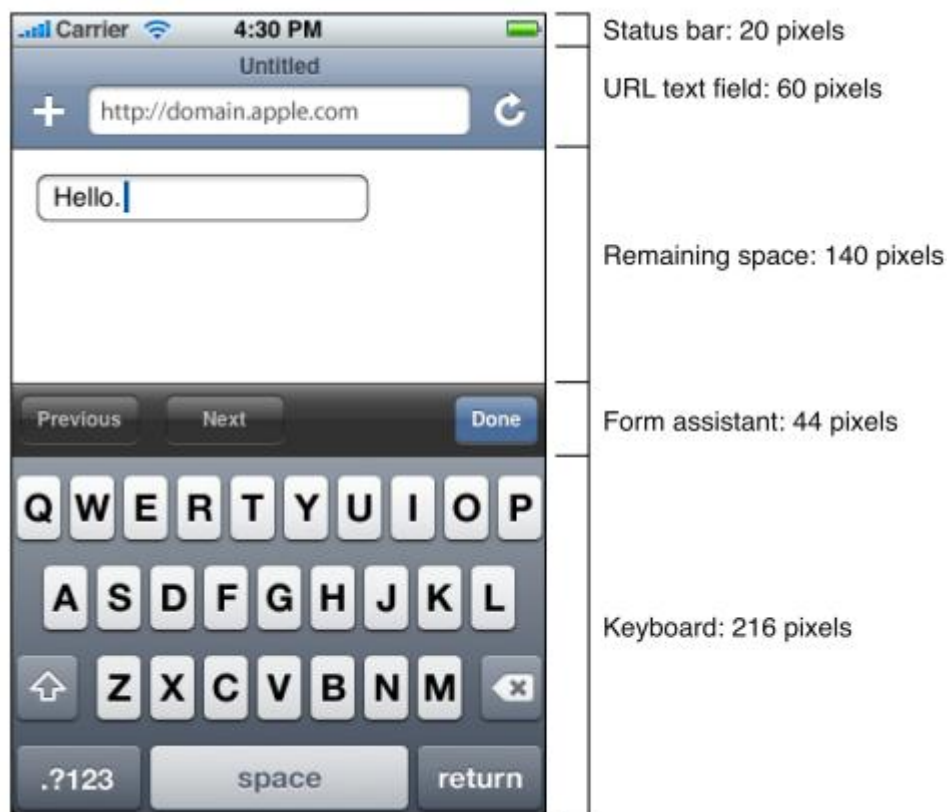 Carrier 4:30 PM
Status bar: 20 pixels
Untitled
http://domain.apple.com
URL text field: 60 pixels
Hello.
Remaining space: 140 pixels
Previous Next Done
Form assistant: 44 pixels
Q W E R T Y U I O P
A S D F G H J K L
Keyboard: 216 pixels
Z X C V B N M
.?123 space return